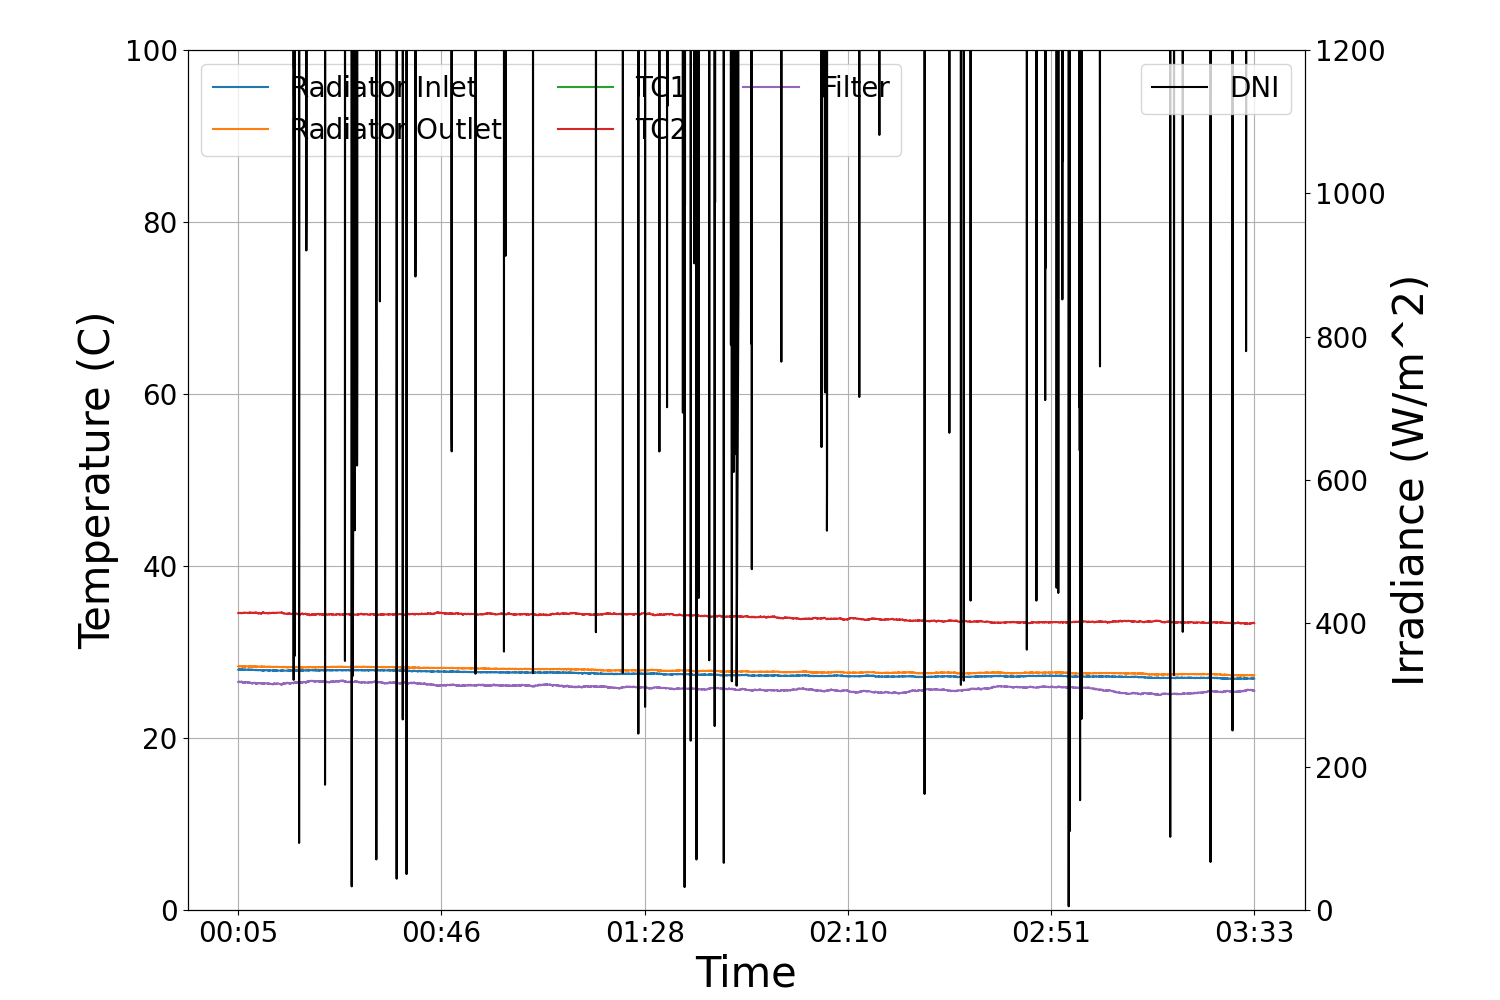 100
80
60
40
20
0
Temperature (C)
Radiator Inlet
Radiator Outlet
TC1
TC2
Filter
DNI
1200
1000
800
600
400
200
0
Irradiance (W/m^2)
00:05 00:46 01:28 02:10 02:51 03:33
Time